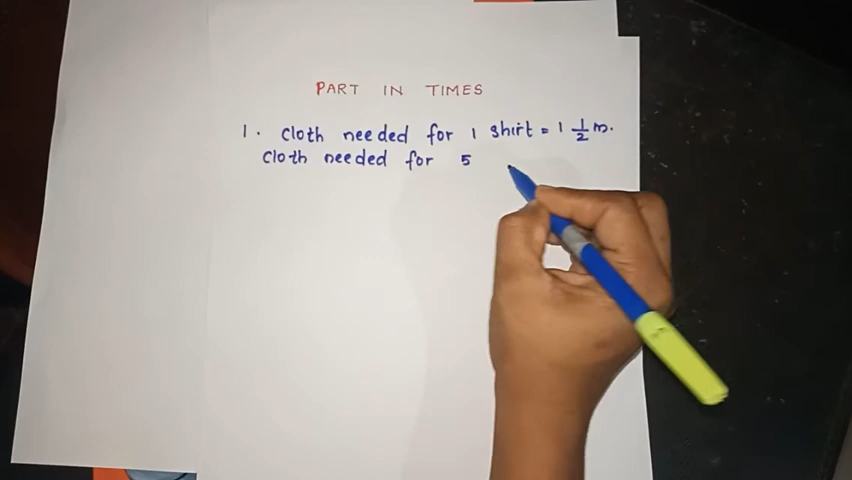 PART IN TIMES
1. cloth needed for 1 shirt = 1 1/2 m.
cloth needed for 5